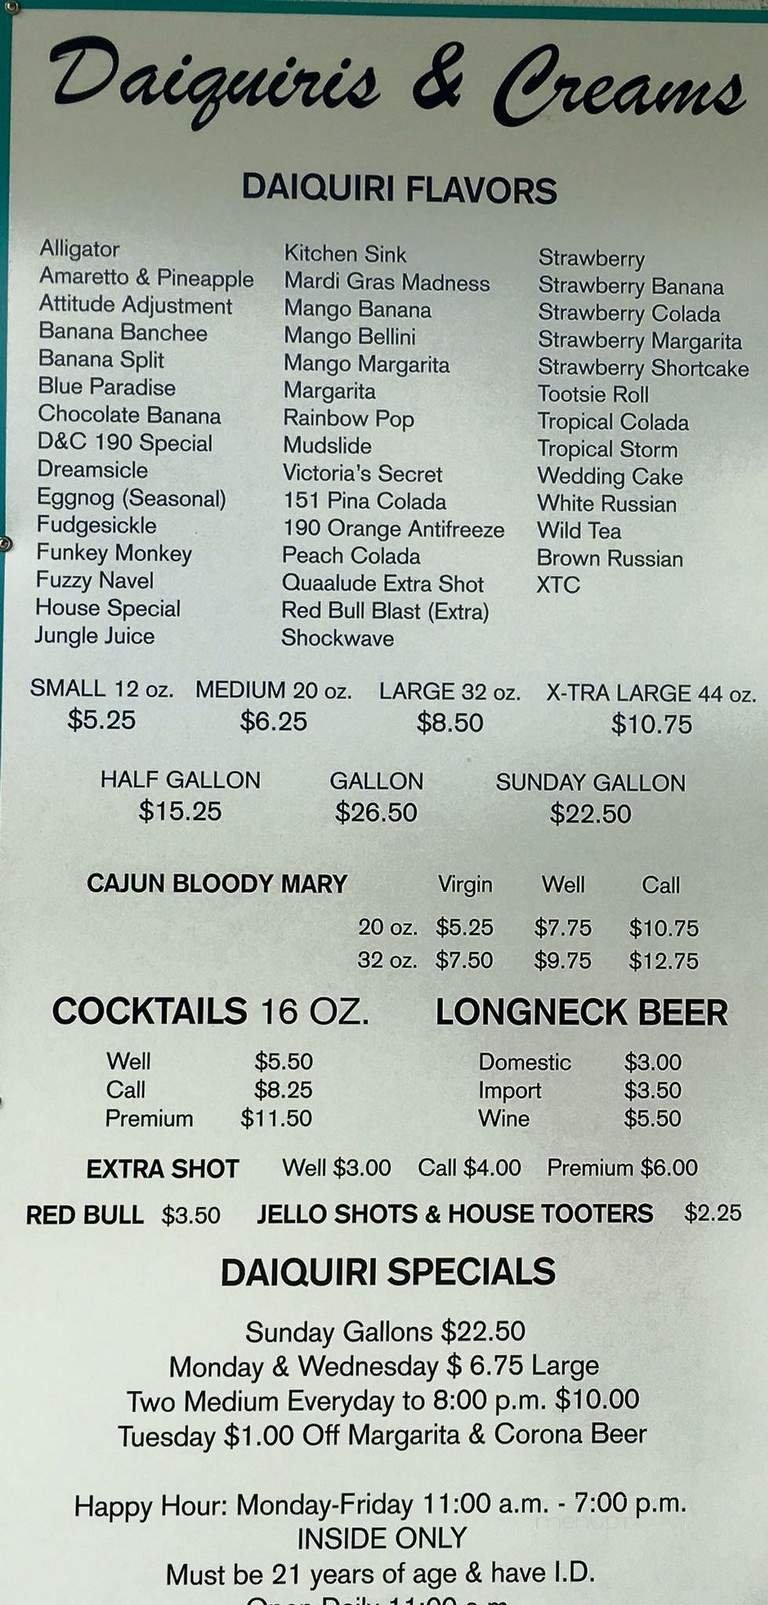 Daiquiris & Creams
DAIQUIRI FLAVORS
Alligator
Amaretto & Pineapple
Attitude Adjustment
Banana Banchee
Banana Split
Blue Paradise
Chocolate Banana
D&C 190 Special
Dreamsicle
Eggnog (Seasonal)
Fudgesickle
Funkey Monkey
Fuzzy Navel
House Special
Jungle Juice
Kitchen Sink
Mardi Gras Madness
Mango Banana
Mango Bellini
Mango Margarita
Margarita
Rainbow Pop
Mudslide
Victoria's Secret
151 Pina Colada
190 Orange Antifreeze
Peach Colada
Quaalude Extra Shot
Red Bull Blast (Extra)
Shockwave
Strawberry
Strawberry Banana
Strawberry Colada
Strawberry Margarita
Strawberry Shortcake
Tootsie Roll
Tropical Colada
Tropical Storm
Wedding Cake
White Russian
Wild Tea
Brown Russian
XTC
SMALL 12 oz. MEDIUM 20 oz. LARGE 32 oz. X-TRA LARGE 44 oz.
$5.25 $6.25 $8.50 $10.75
HALF GALLON GALLON SUNDAY GALLON
$15.25 $26.50 $22.50
CAJUN BLOODY MARY Virgin Well Call
20 oz. $5.25 $7.75 $10.75
32 oz. $7.50 $9.75 $12.75
COCKTAILS 16 OZ.
Well $5.50
Call $8.25
Premium $11.50
LONGNECK BEER
Domestic $3.00
Import $3.50
Wine $5.50
EXTRA SHOT Well $3.00 Call $4.00 Premium $6.00
RED BULL $3.50 JELLO SHOTS & HOUSE TOOTERS $2.25
DAIQUIRI SPECIALS
Sunday Gallons $22.50
Monday & Wednesday $ 6.75 Large
Two Medium Everyday to 8:00 p.m. $10.00
Tuesday $1.00 Off Margarita & Corona Beer
Happy Hour: Monday-Friday 11:00 a.m. - 7:00 p.m.
INSIDE ONLY
Must be 21 years of age & have I.D.
Open Daily 11:00 a.m.